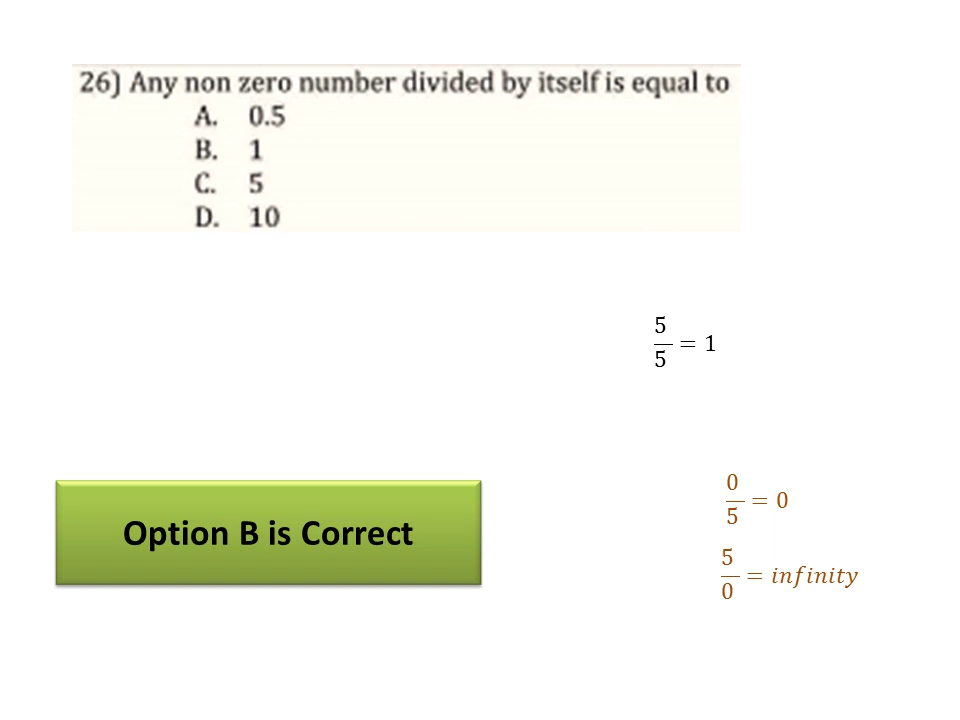 26) Any non zero number divided by itself is equal to
A. 0.5
B. 1
C. 5
D. 10
5/5 = 1
0/5 = 0
Option B is Correct
5/0 = infinity